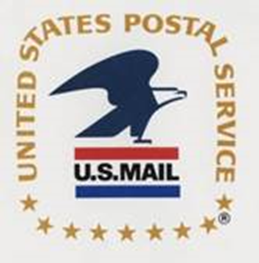 UNITED STATES POSTAL SERVICE
U.S.MAIL
®